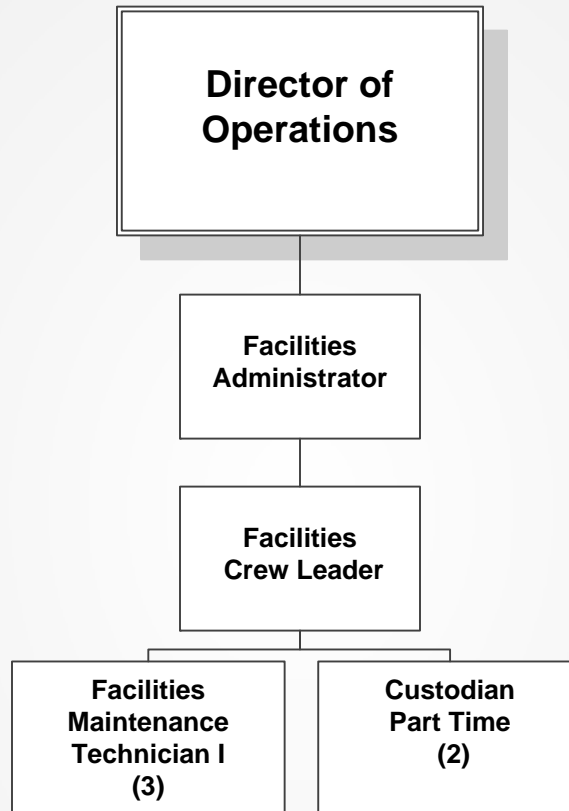 Director of
Operations
Facilities
Administrator
Facilities
Crew Leader
Facilities
Maintenance
Technician I
(3)
Custodian
Part Time
(2)